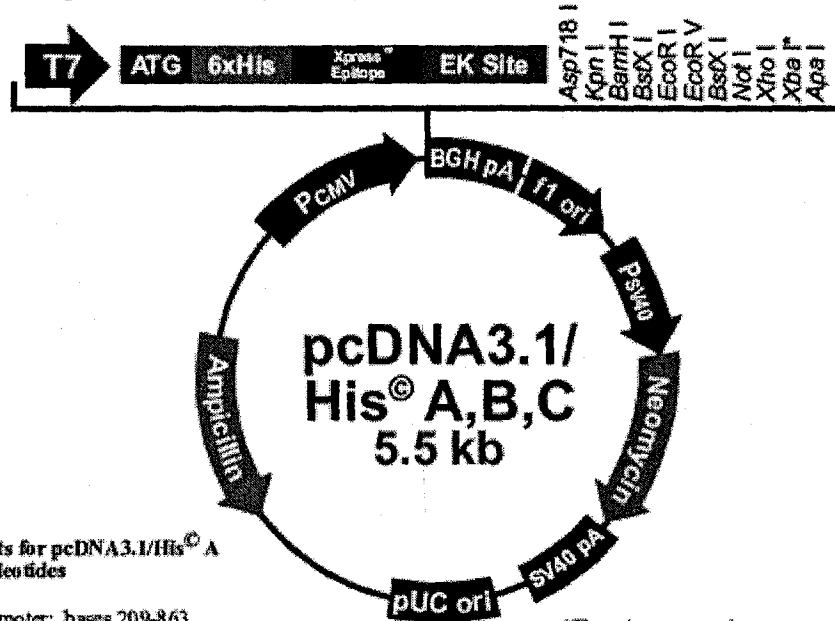 T7 ATG 6xHis Xpress™ Epitope EK Site
Asp718 I
Kpn I
BamH I
BstX I
EcoR I
EcoR V
BstX I
Not I
Xho I
Xba I*
Apa I
PCMV
BGH pA
f1 ori
PSV40
Neomycin
SV40 pA
pUC ori
Ampicillin
pcDNA3.1/
His© A,B,C
5.5 kb
ts for pcDNA3.1/His© A
leotides
moter: bases 209-863